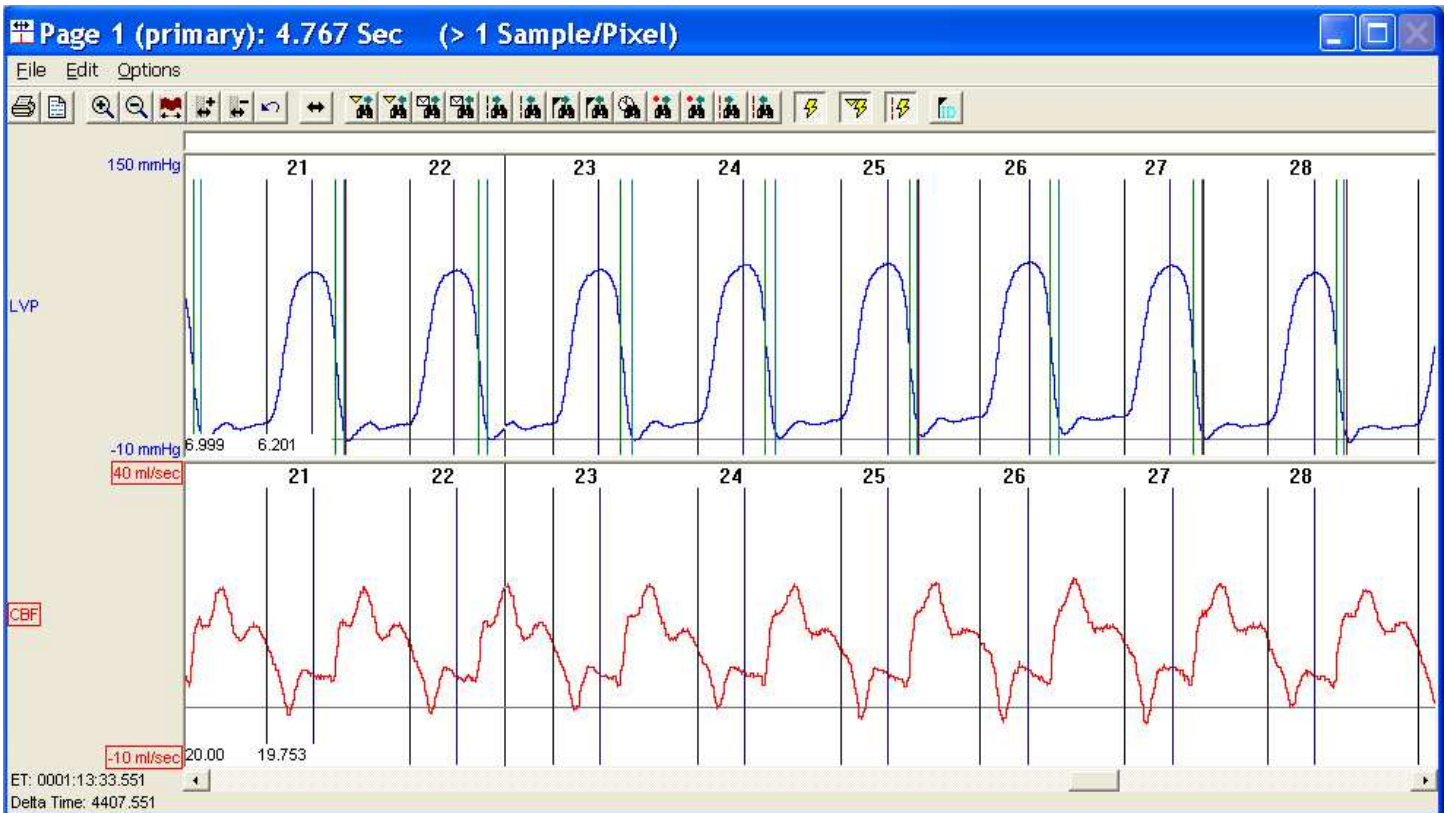 Page 1 (primary): 4.767 Sec (> 1 Sample/Pixel)
File Edit Options
ID
150 mmHg 21 22 23 24 25 26 27 28
LVP
-10 mmHg 6.999 6.201
40 ml/sec 21 22 23 24 25 26 27 28
CBF
-10 ml/sec 20.00 19.753
ET: 0001:13:33.551
Delta Time: 4407.551